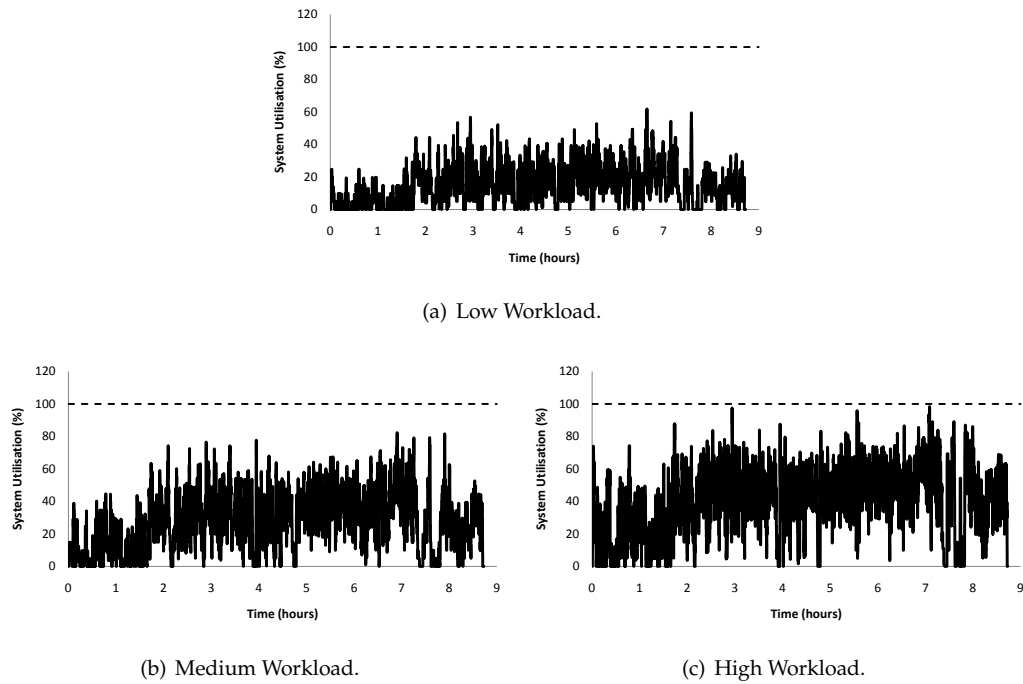 System Utilisation (%)
120
100
80
60
40
20
0
0 1 2 3 4 5 6 7 8 9
Time (hours)
(a) Low Workload.
System Utilisation (%)
120
100
80
60
40
20
0
0 1 2 3 4 5 6 7 8 9
Time (hours)
(b) Medium Workload.
System Utilisation (%)
120
100
80
60
40
20
0
0 1 2 3 4 5 6 7 8 9
Time (hours)
(c) High Workload.